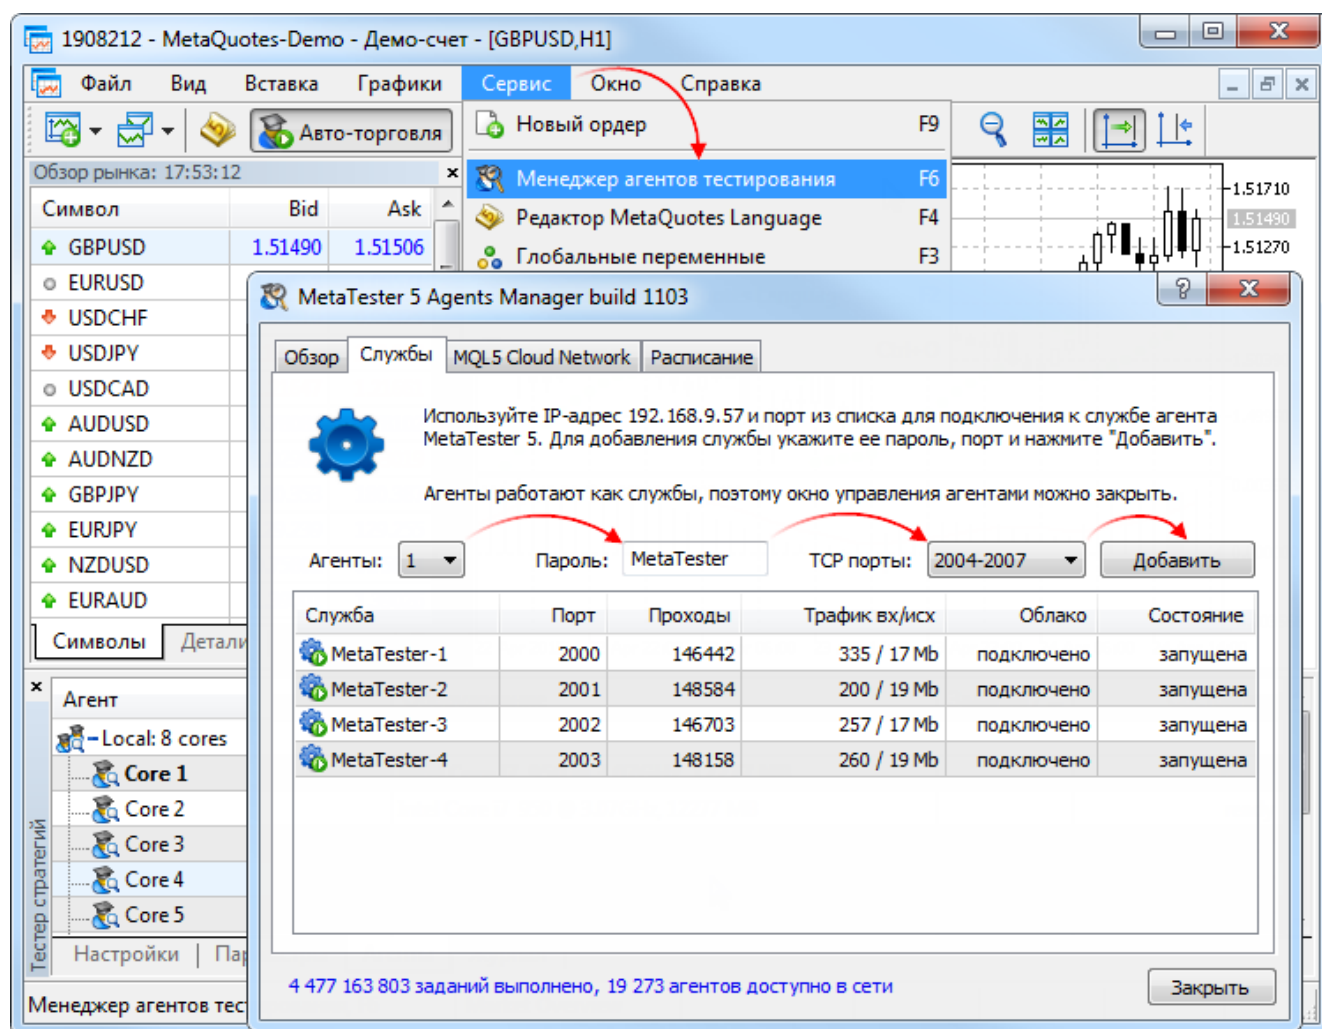 1908212 - MetaQuotes-Demo - Демо-счет - [GBPUSD,H1]
Файл Вид Вставка Графики Сервис Окно Справка
Авто-торговля
Новый ордер F9
Менеджер агентов тестирования F6
Редактор MetaQuotes Language F4
Глобальные переменные F3
1.51710
1.51490
1.51270
Обзор рынка: 17:53:12
Символ Bid Ask
GBPUSD 1.51490 1.51506
EURUSD
USDCHF
USDJPY
USDCAD
AUDUSD
AUDNZD
GBPJPY
EURJPY
NZDUSD
EURAUD
Символы Детали
MetaTester 5 Agents Manager build 1103
Обзор Службы MQL5 Cloud Network Расписание
Используйте IP-адрес 192.168.9.57 и порт из списка для подключения к службе агента
MetaTester 5. Для добавления службы укажите ее пароль, порт и нажмите "Добавить".
Агенты работают как службы, поэтому окно управления агентами можно закрыть.
Агенты: 1 Пароль: MetaTester TCP порты: 2004-2007 Добавить
Служба Порт Проходы Трафик вх/исх Облако Состояние
MetaTester-1 2000 146442 335 / 17 Mb подключено запущена
MetaTester-2 2001 148584 200 / 19 Mb подключено запущена
MetaTester-3 2002 146703 257 / 17 Mb подключено запущена
MetaTester-4 2003 148158 260 / 19 Mb подключено запущена
4 477 163 803 заданий выполнено, 19 273 агентов доступно в сети
Закрыть
Агент
Local: 8 cores
Core 1
Core 2
Core 3
Core 4
Core 5
Тестер стратегий
Настройки | Пар
Менеджер агентов тес